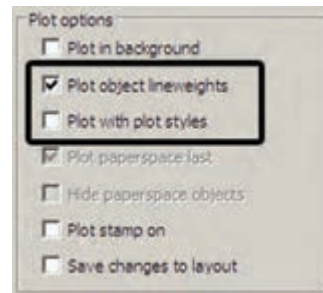 Plot options
Plot in background
Plot object lineweights
Plot with plot styles
Plot paperspace last
Hide paperspace objects
Plot stamp on
Save changes to layout